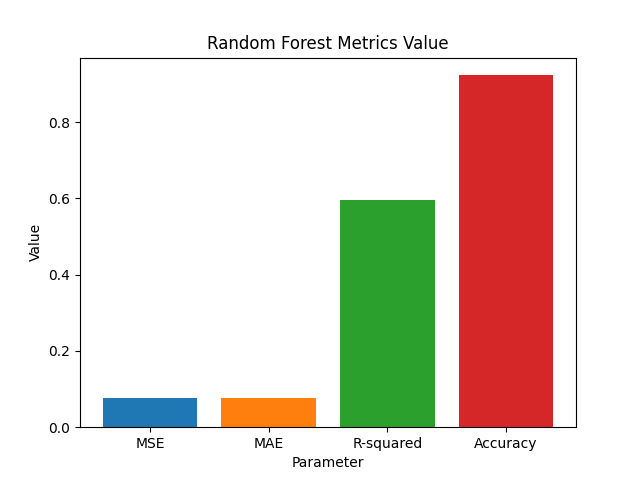 Random Forest Metrics Value
0.8
0.6
0.4
0.2
0.0
Value
MSE MAE R-squared Accuracy
Parameter